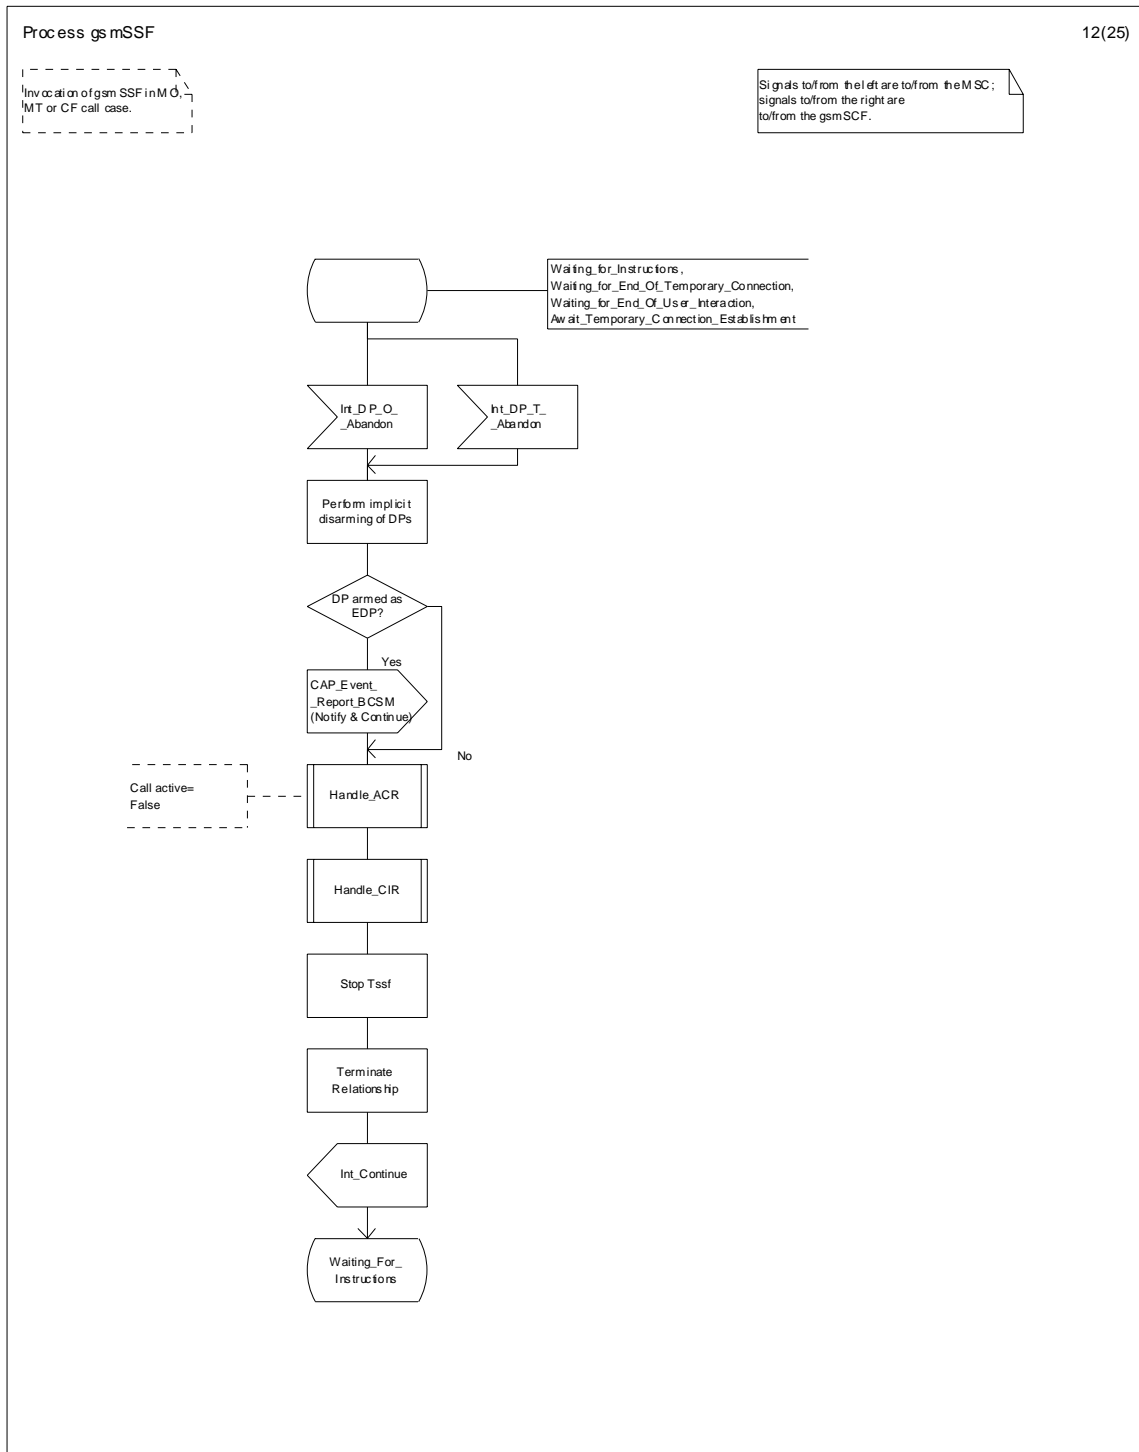 Process gsmSSF
12(25)
Invocation of gsm SSF in MO,
MT or CF call case.
Signals to/from the left are to/from the MSC;
signals to/from the right are
to/from the gsmSCF.
Waiting_for_Instructions,
Waiting_for_End_Of_Temporary_Connection,
Waiting_for_End_Of_User_Interaction,
Await_Temporary_Connection_Establishment
Int_DP_O_
_Abandon
Int_DP_T_
_Abandon
Perform implicit
disarming of DPs
DP armed as
EDP?
Yes
CAP_Event_
_Report_BCSM
(Notify & Continue)
No
Call active=
False
Handle_ACR
Handle_CIR
Stop Tssf
Terminate
Relationship
Int_Continue
Waiting_For_
Instructions